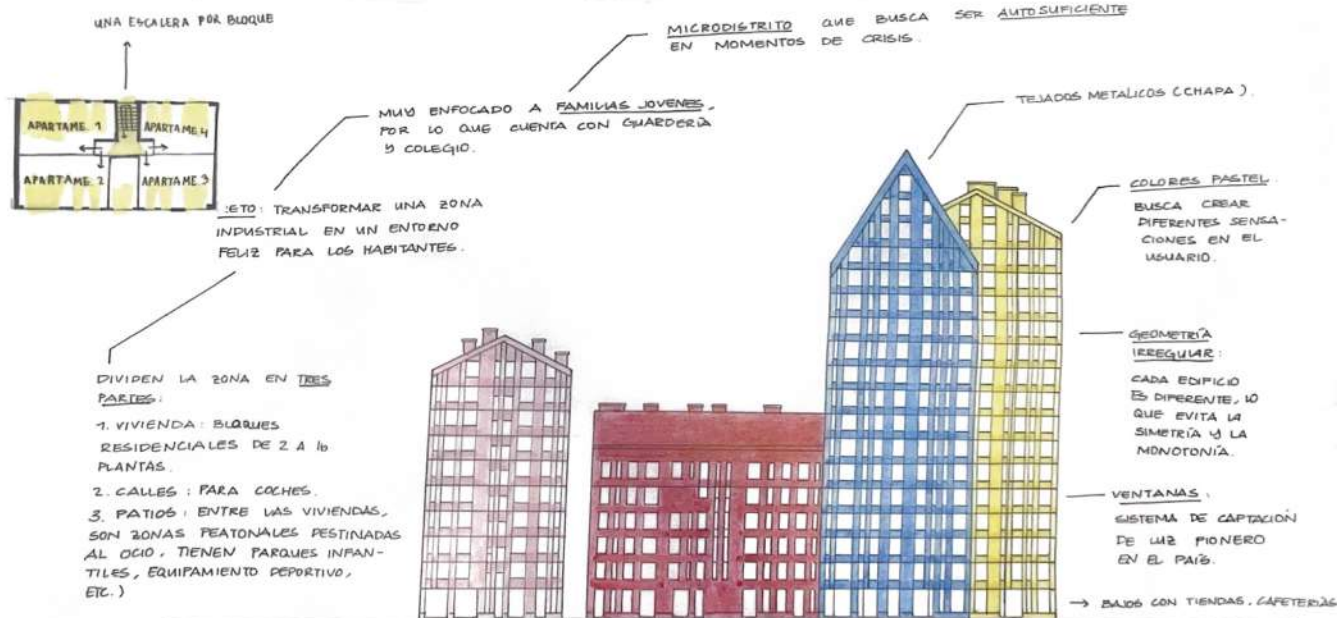 UNA ESCALERA POR BLOQUE
APARTAME. 1
APARTAME. 4
APARTAME. 2
APARTAME. 3
MICRODISTRITO QUE BUSCA SER AUTOSUFICIENTE
EN MOMENTOS DE CRISIS.
MUY ENFOCADO A FAMILIAS JOVENES,
POR LO QUE CUENTA CON GUARDERÍA
Y COLEGIO.
:ETO: TRANSFORMAR UNA ZONA
INDUSTRIAL EN UN ENTORNO
FELIZ PARA LOS HABITANTES.
DIVIDEN LA ZONA EN TRES
PARTES:
1. VIVIENDA: BLOQUES
RESIDENCIALES DE 2 A 16
PLANTAS.
2. CALLES: PARA COCHES.
3. PATIOS: ENTRE LAS VIVIENDAS,
SON ZONAS PEATONALES DESTINADAS
AL OCIO, TIENEN PARQUES INFAN-
TILES, EQUIPAMIENTO DEPORTIVO,
ETC.)
TEJADOS METALICOS (CHAPA).
COLORES PASTEL.
BUSCA CREAR
DIFERENTES SENSA-
CIONES EN EL
USUARIO.
GEOMETRÍA
IRREGULAR:
CADA EDIFICIO
ES DIFERENTE, LO
QUE EVITA LA
SIMETRÍA Y LA
MONOTONÍA.
VENTANAS.
SISTEMA DE CAPTACIÓN
DE LUZ PIONERO
EN EL PAÍS.
→ BAJOS CON TIENDAS, CAFETERÍAS